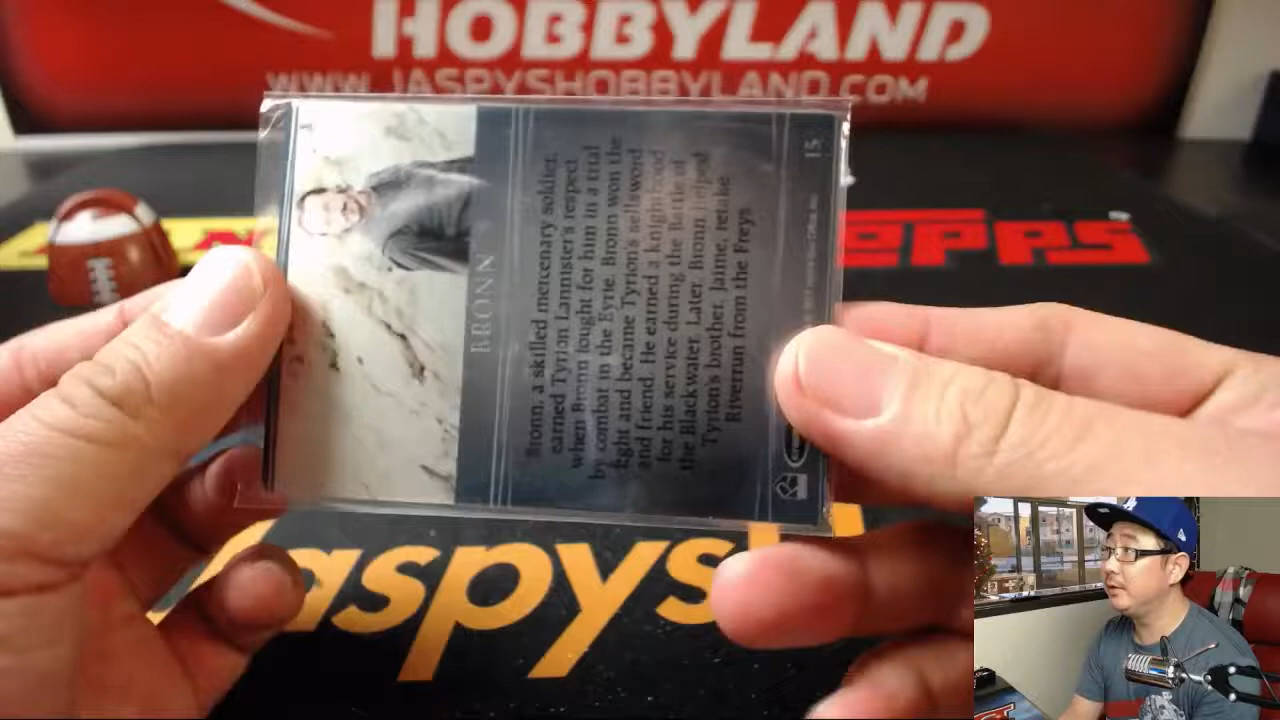 HOBBYLAND
WWW.JASPYSHOBBYLAND.COM
TOPPS
BRONN
Bronn, a skilled mercenary soldier,
earned Tyrion Lannister's respect
when Bronn fought for him in a trial
by combat in the Eyrie. Bronn won the
fight and became Tyrion's sellsword
and friend. He earned a knighthood
for his service during the Battle of
the Blackwater. Later, Bronn helped
Tyrion's brother, Jaime, retake
Riverrun from the Freys
15
Jaspys